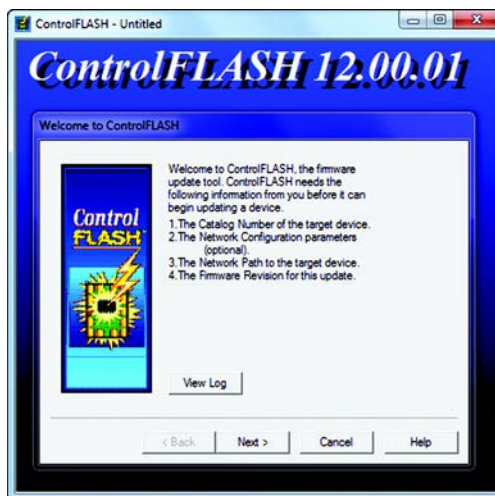 ControlFLASH - Untitled
ControlFLASH 12.00.01
Welcome to ControlFLASH
Control
FLASH
Welcome to ControlFLASH, the firmware
update tool. ControlFLASH needs the
following information from you before it can
begin updating a device.
1.The Catalog Number of the target device.
2.The Network Configuration parameters
(optional).
3.The Network Path to the target device.
4.The Firmware Revision for this update.
View Log
< Back
Next >
Cancel
Help